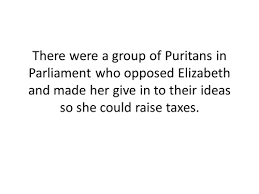 There were a group of Puritans in
Parliament who opposed Elizabeth
and made her give in to their ideas
so she could raise taxes.